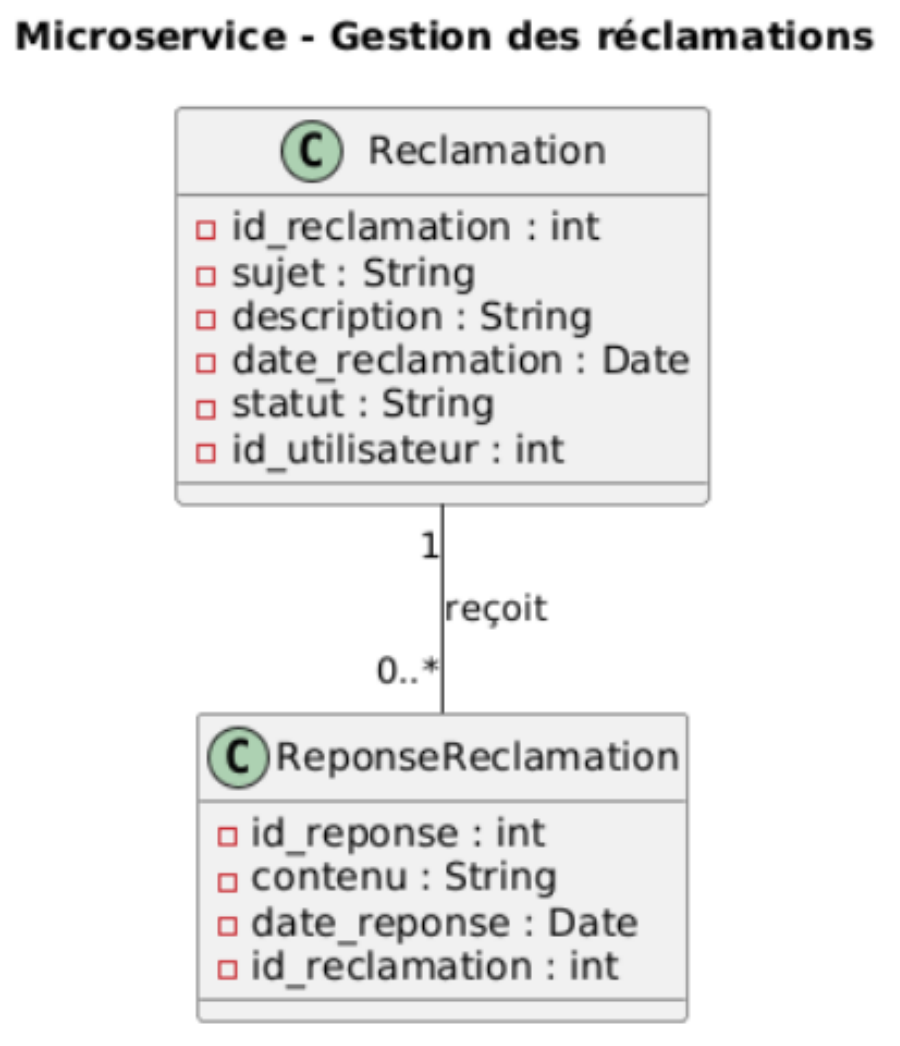 Microservice - Gestion des réclamations
C Reclamation
id_reclamation : int
sujet : String
description : String
date_reclamation : Date
statut : String
id_utilisateur : int
1
reçoit
0..*
C ReponseReclamation
id_reponse : int
contenu : String
date_reponse : Date
id_reclamation : int